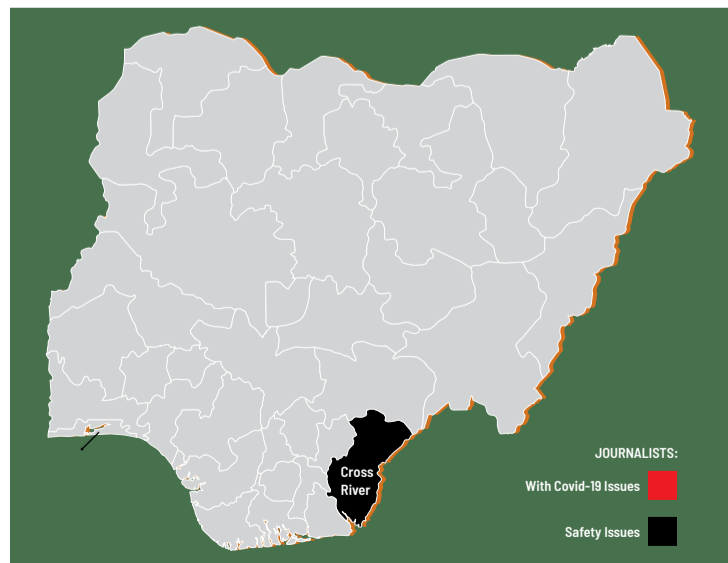 Cross
River
JOURNALISTS:
With Covid-19 Issues
Safety Issues